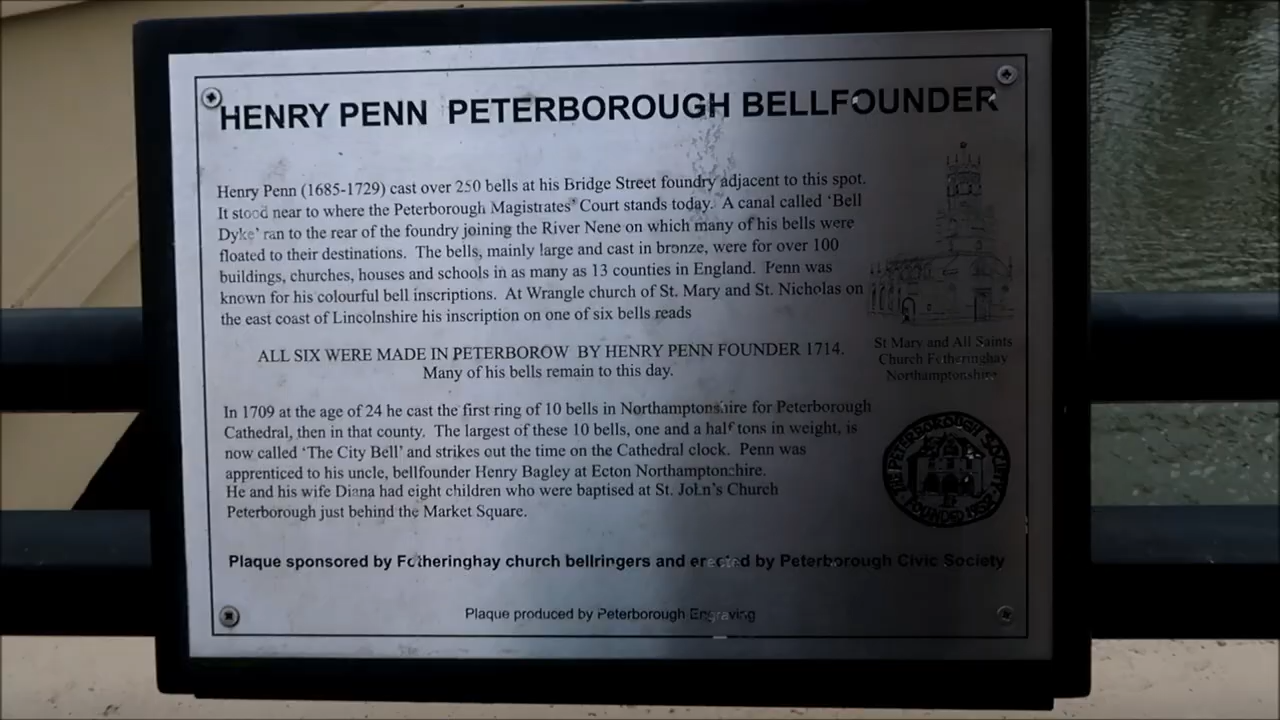 HENRY PENN PETERBOROUGH BELLFOUNDER
Henry Penn (1685-1729) cast over 250 bells at his Bridge Street foundry adjacent to this spot.
It stood near to where the Peterborough Magistrates' Court stands today. A canal called 'Bell
Dyke' ran to the rear of the foundry joining the River Nene on which many of his bells were
floated to their destinations. The bells, mainly large and cast in bronze, were for over 100
buildings, churches, houses and schools in as many as 13 counties in England. Penn was
known for his colourful bell inscriptions. At Wrangle church of St. Mary and St. Nicholas on
the east coast of Lincolnshire his inscription on one of six bells reads
ALL SIX WERE MADE IN PETERBOROW BY HENRY PENN FOUNDER 1714.
Many of his bells remain to this day.
St Mary and All Saints
Church Fotheringhay
Northamptonshire
In 1709 at the age of 24 he cast the first ring of 10 bells in Northamptonshire for Peterborough
Cathedral, then in that county. The largest of these 10 bells, one and a half tons in weight, is
now called 'The City Bell' and strikes out the time on the Cathedral clock. Penn was
apprenticed to his uncle, bellfounder Henry Bagley at Ecton Northamptonshire.
He and his wife Diana had eight children who were baptised at St. John's Church
Peterborough just behind the Market Square.
THE PETERBOROUGH SOCIETY
FOUNDED 1952
Plaque sponsored by Fotheringhay church bellringers and erected by Peterborough Civic Society
Plaque produced by Peterborough Engraving